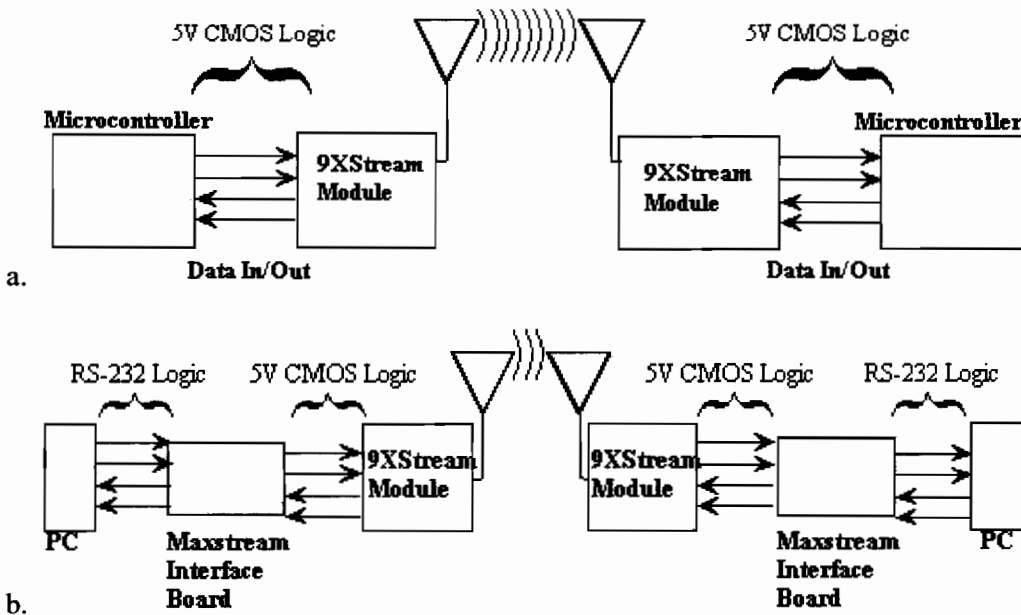 5V CMOS Logic
5V CMOS Logic
Microcontroller
Microcontroller
9XStream
Module
9XStream
Module
Data In/Out
Data In/Out
a.
RS-232 Logic
5V CMOS Logic
5V CMOS Logic
RS-232 Logic
9XStream
Module
9XStream
Module
PC
Maxstream
Interface
Board
Maxstream
Interface
Board
PC
b.